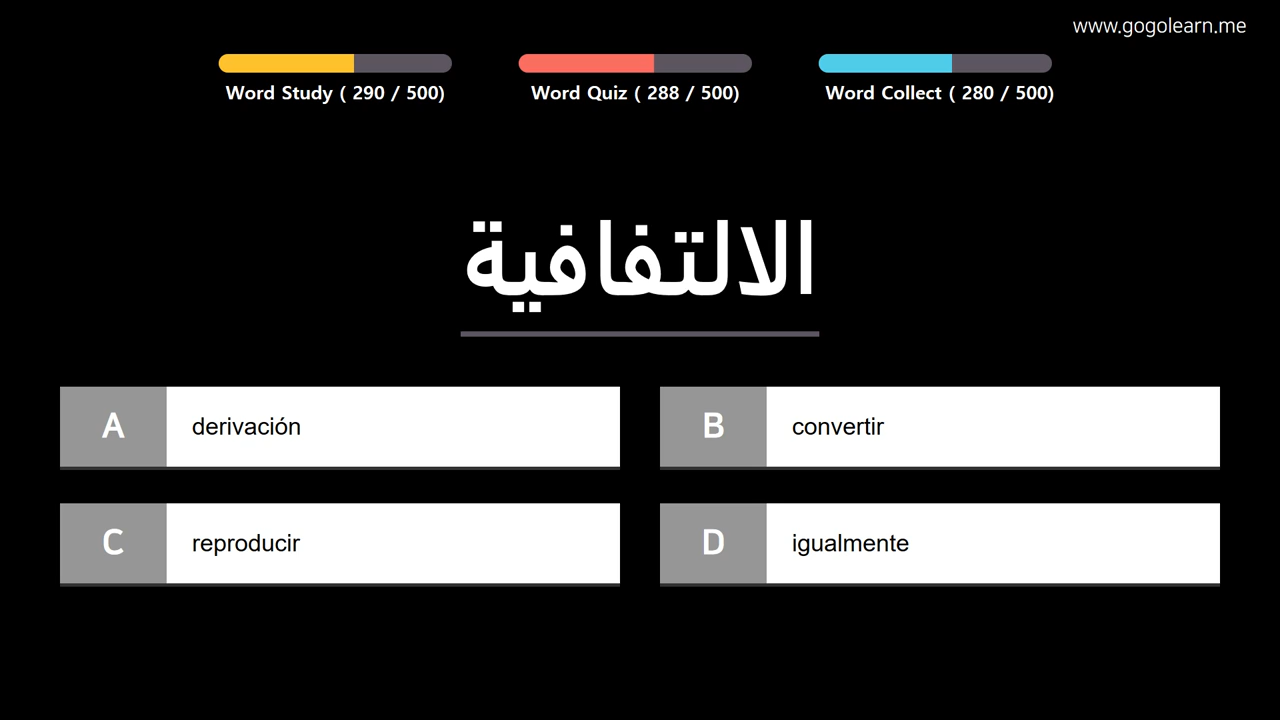 www.gogolearn.me
Word Study ( 290 / 500)
Word Quiz ( 288 / 500)
Word Collect ( 280 / 500)
الالتفافية
A derivación
B convertir
C reproducir
D igualmente